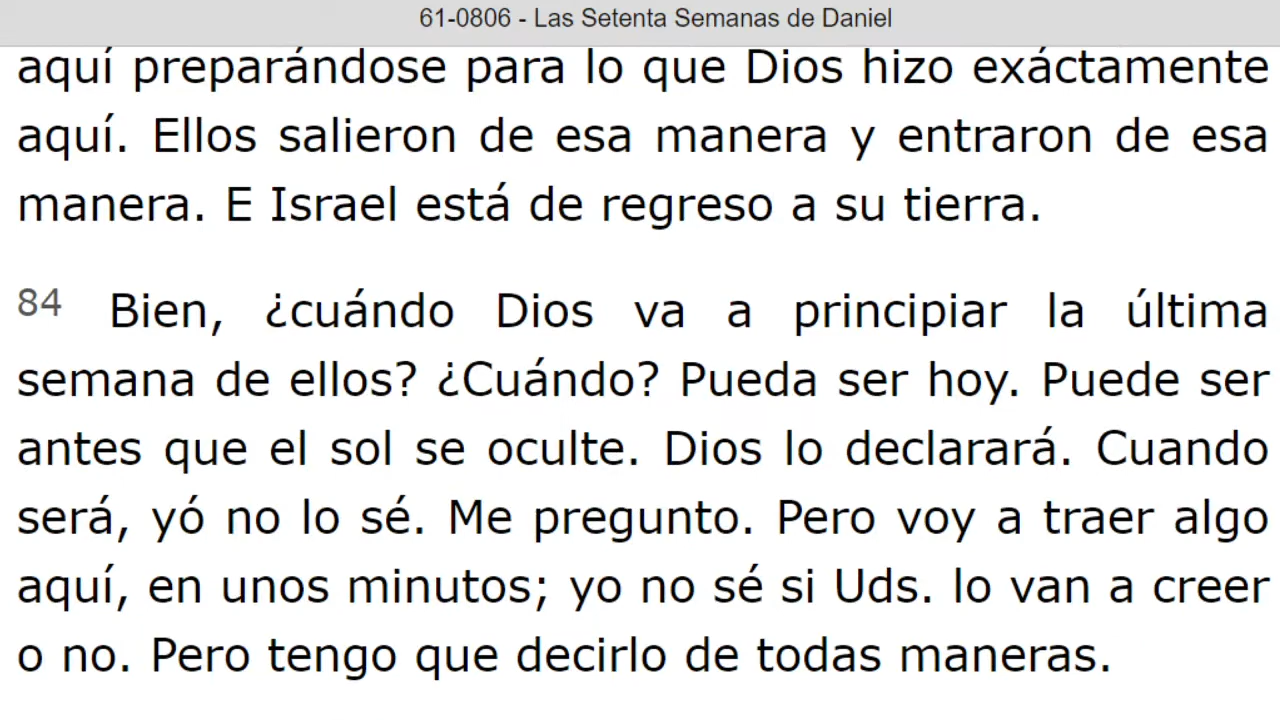 61-0806 - Las Setenta Semanas de Daniel
aquí preparándose para lo que Dios hizo exáctamente
aquí. Ellos salieron de esa manera y entraron de esa
manera. E Israel está de regreso a su tierra.
84 Bien, ¿cuándo Dios va a principiar la última
semana de ellos? ¿Cuándo? Pueda ser hoy. Puede ser
antes que el sol se oculte. Dios lo declarará. Cuando
será, yó no lo sé. Me pregunto. Pero voy a traer algo
aquí, en unos minutos; yo no sé si Uds. lo van a creer
o no. Pero tengo que decirlo de todas maneras.